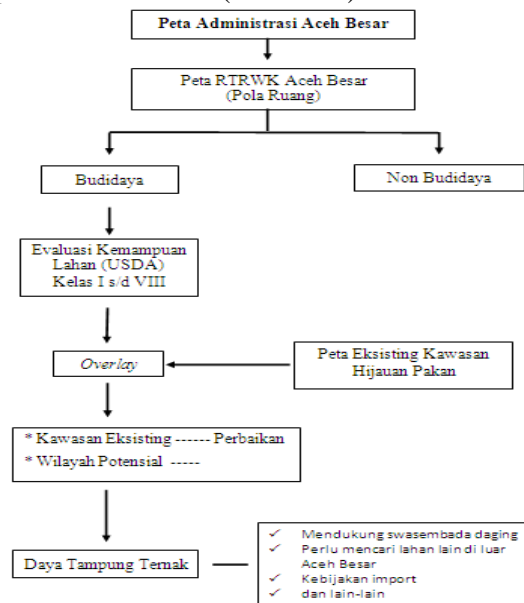 Peta Administrasi Aceh Besar
Peta RTRWK Aceh Besar
(Pola Ruang)
Budidaya
Non Budidaya
Evaluasi Kemampuan
Lahan (USDA)
Kelas I s/d VIII
Overlay
Peta Eksisting Kawasan
Hijauan Pakan
* Kawasan Eksisting ------ Perbaikan
* Wilayah Potensial -----
Daya Tampung Ternak
✓ Mendukung swasembada daging
✓ Perlu mencari lahan lain di luar
Aceh Besar
✓ Kebijakan import
✓ dan lain-lain